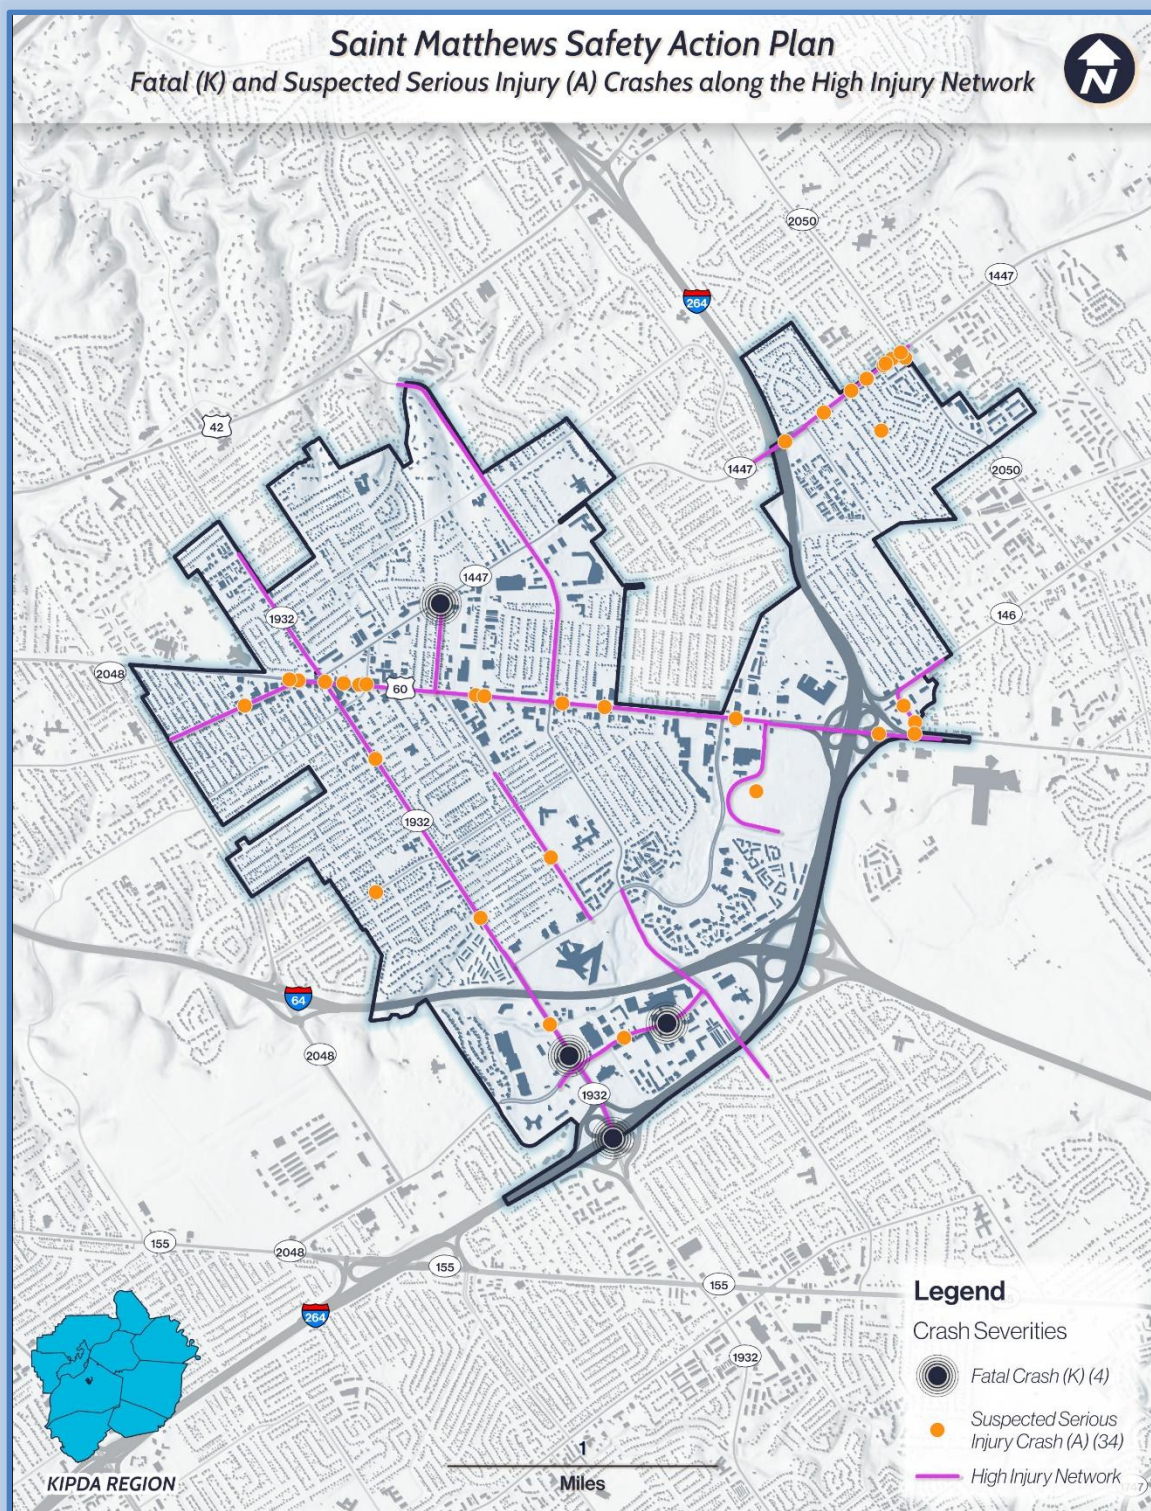 Saint Matthews Safety Action Plan
Fatal (K) and Suspected Serious Injury (A) Crashes along the High Injury Network
N
2050
1447
264
42
1447
2050
1447
1932
146
2048
60
1932
64
2048
1932
155
2048
155
155
264
1932
Legend
Crash Severities
Fatal Crash (K) (4)
Suspected Serious
Injury Crash (A) (34)
High Injury Network
1
Miles
KIPDA REGION